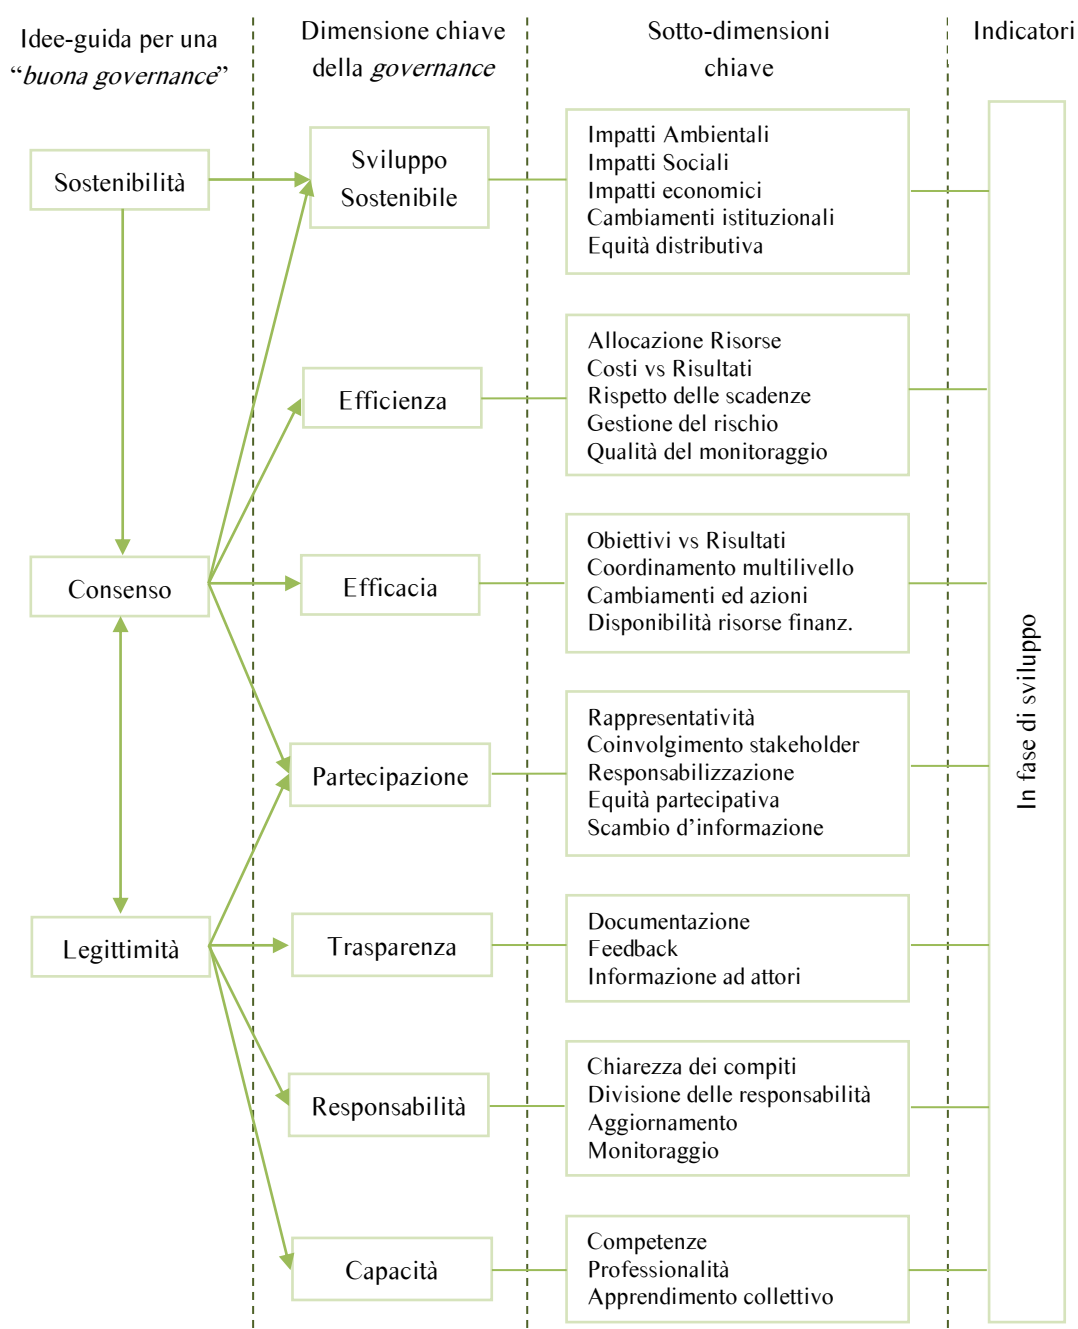 Idee-guida per una
“buona governance”
Dimensione chiave
della governance
Sotto-dimensioni
chiave
Indicatori
Sostenibilità
Sviluppo
Sostenibile
Impatti Ambientali
Impatti Sociali
Impatti economici
Cambiamenti istituzionali
Equità distributiva
Efficienza
Allocazione Risorse
Costi vs Risultati
Rispetto delle scadenze
Gestione del rischio
Qualità del monitoraggio
Consenso
Efficacia
Obiettivi vs Risultati
Coordinamento multilivello
Cambiamenti ed azioni
Disponibilità risorse finanz.
Partecipazione
Rappresentatività
Coinvolgimento stakeholder
Responsabilizzazione
Equità partecipativa
Scambio d’informazione
Legittimità
Trasparenza
Documentazione
Feedback
Informazione ad attori
Responsabilità
Chiarezza dei compiti
Divisione delle responsabilità
Aggiornamento
Monitoraggio
Capacità
Competenze
Professionalità
Apprendimento collettivo
In fase di sviluppo